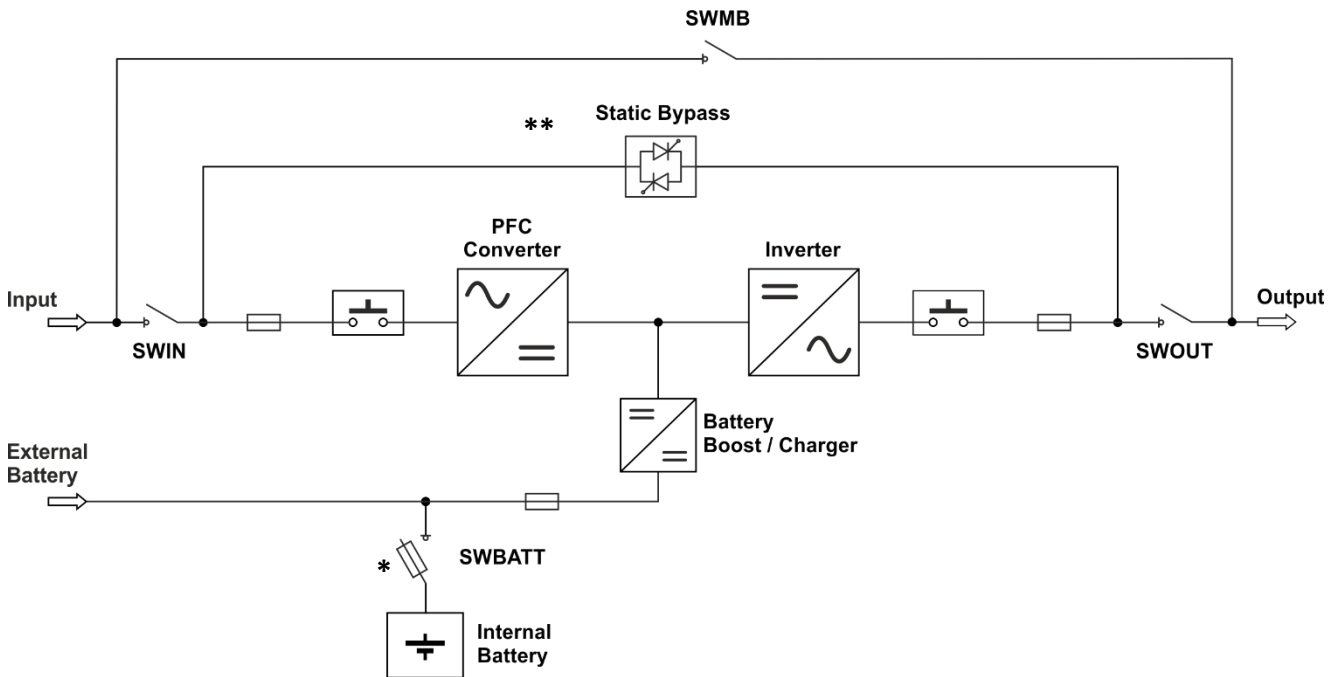 SWMB
**
Static Bypass
PFC
Converter
Inverter
Input
Output
SWIN
SWOUT
Battery
Boost / Charger
External
Battery
SWBATT
*
Internal
Battery